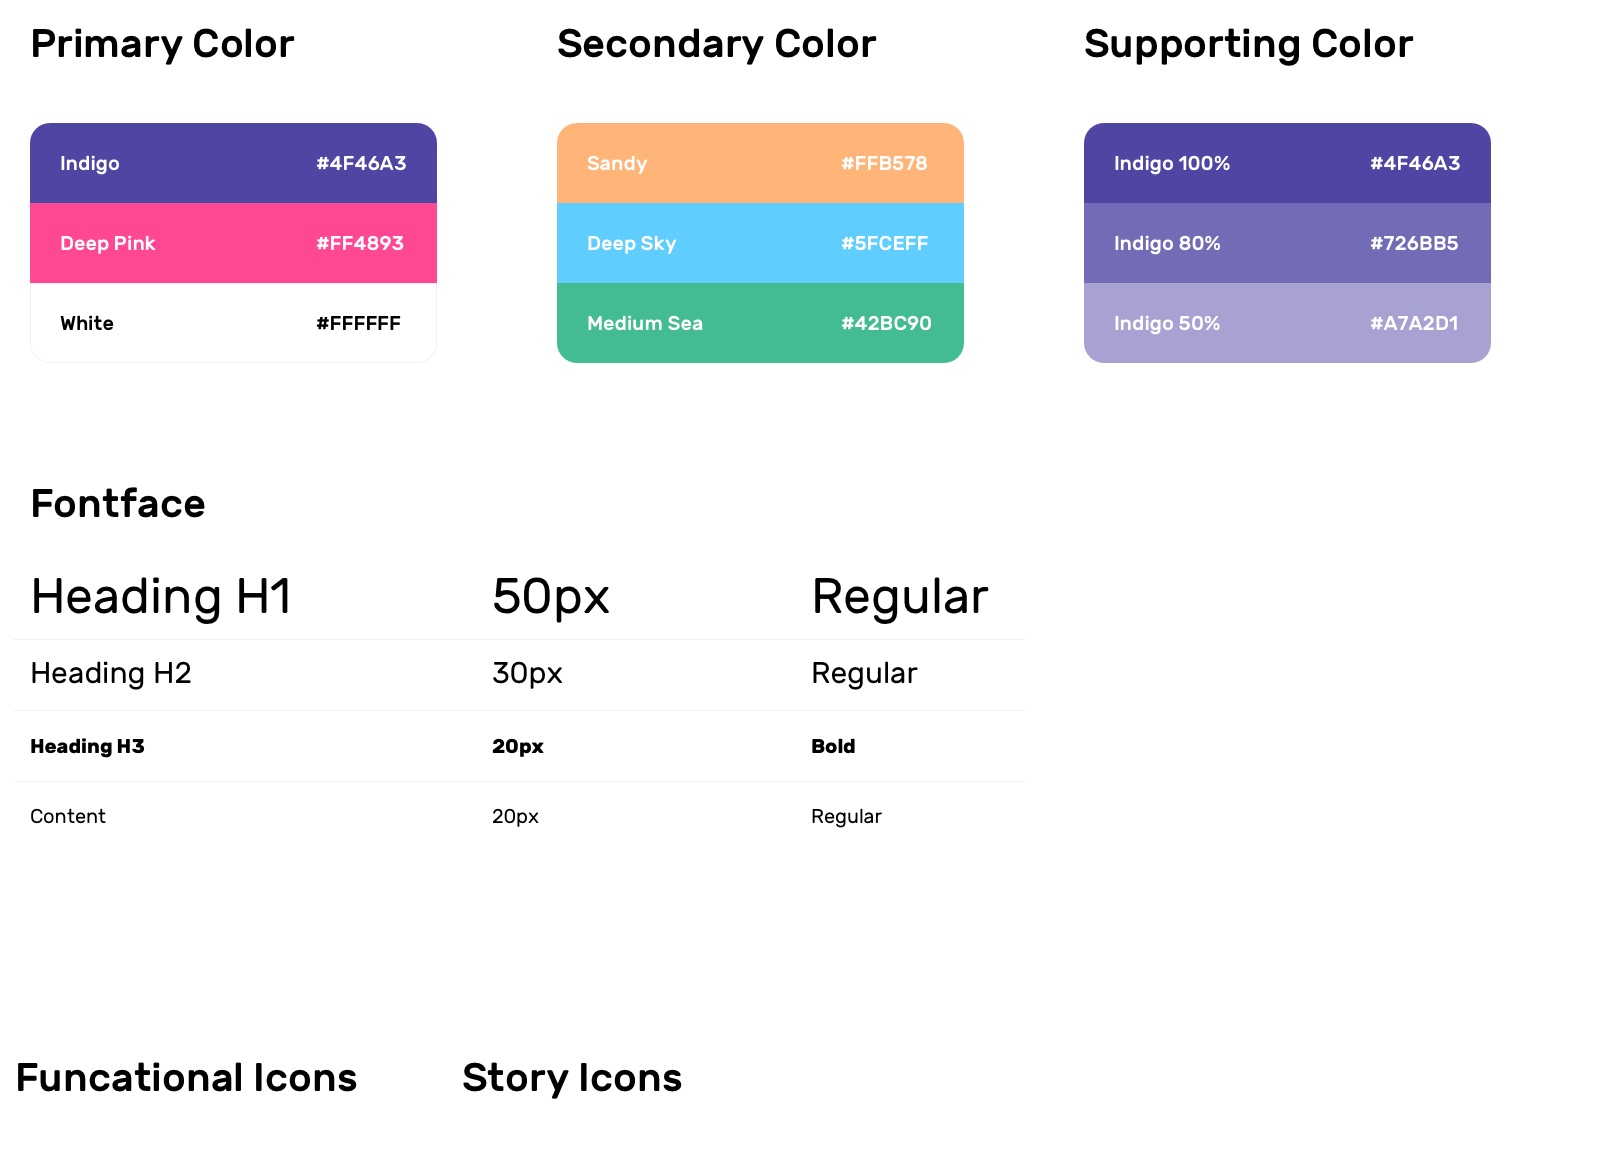 Primary Color
Secondary Color
Supporting Color
Indigo #4F46A3
Deep Pink #FF4893
White #FFFFFF
Sandy #FFB578
Deep Sky #5FCEFF
Medium Sea #42BC90
Indigo 100% #4F46A3
Indigo 80% #726BB5
Indigo 50% #A7A2D1
Fontface
Heading H1 50px Regular
Heading H2 30px Regular
Heading H3 20px Bold
Content 20px Regular
Funcational Icons
Story Icons